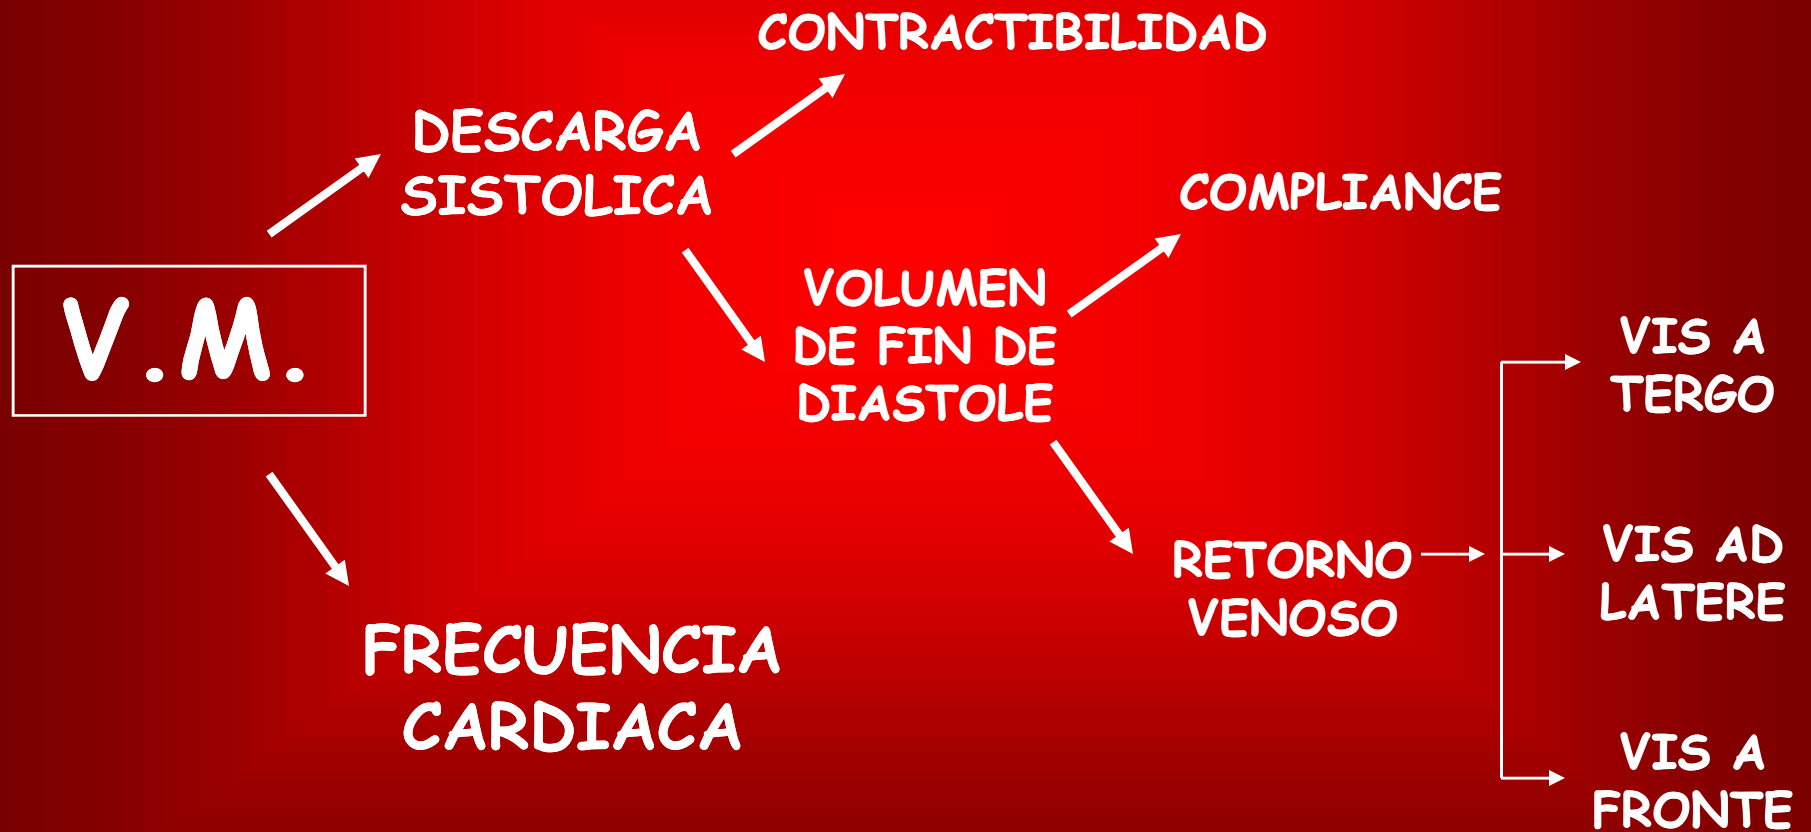 CONTRACTIBILIDAD
DESCARGA
SISTOLICA
COMPLIANCE
V.M.
VOLUMEN
DE FIN DE
DIASTOLE
VIS A
TERGO
RETORNO
VENOSO
VIS AD
LATERE
FRECUENCIA
CARDIACA
VIS A
FRONTE